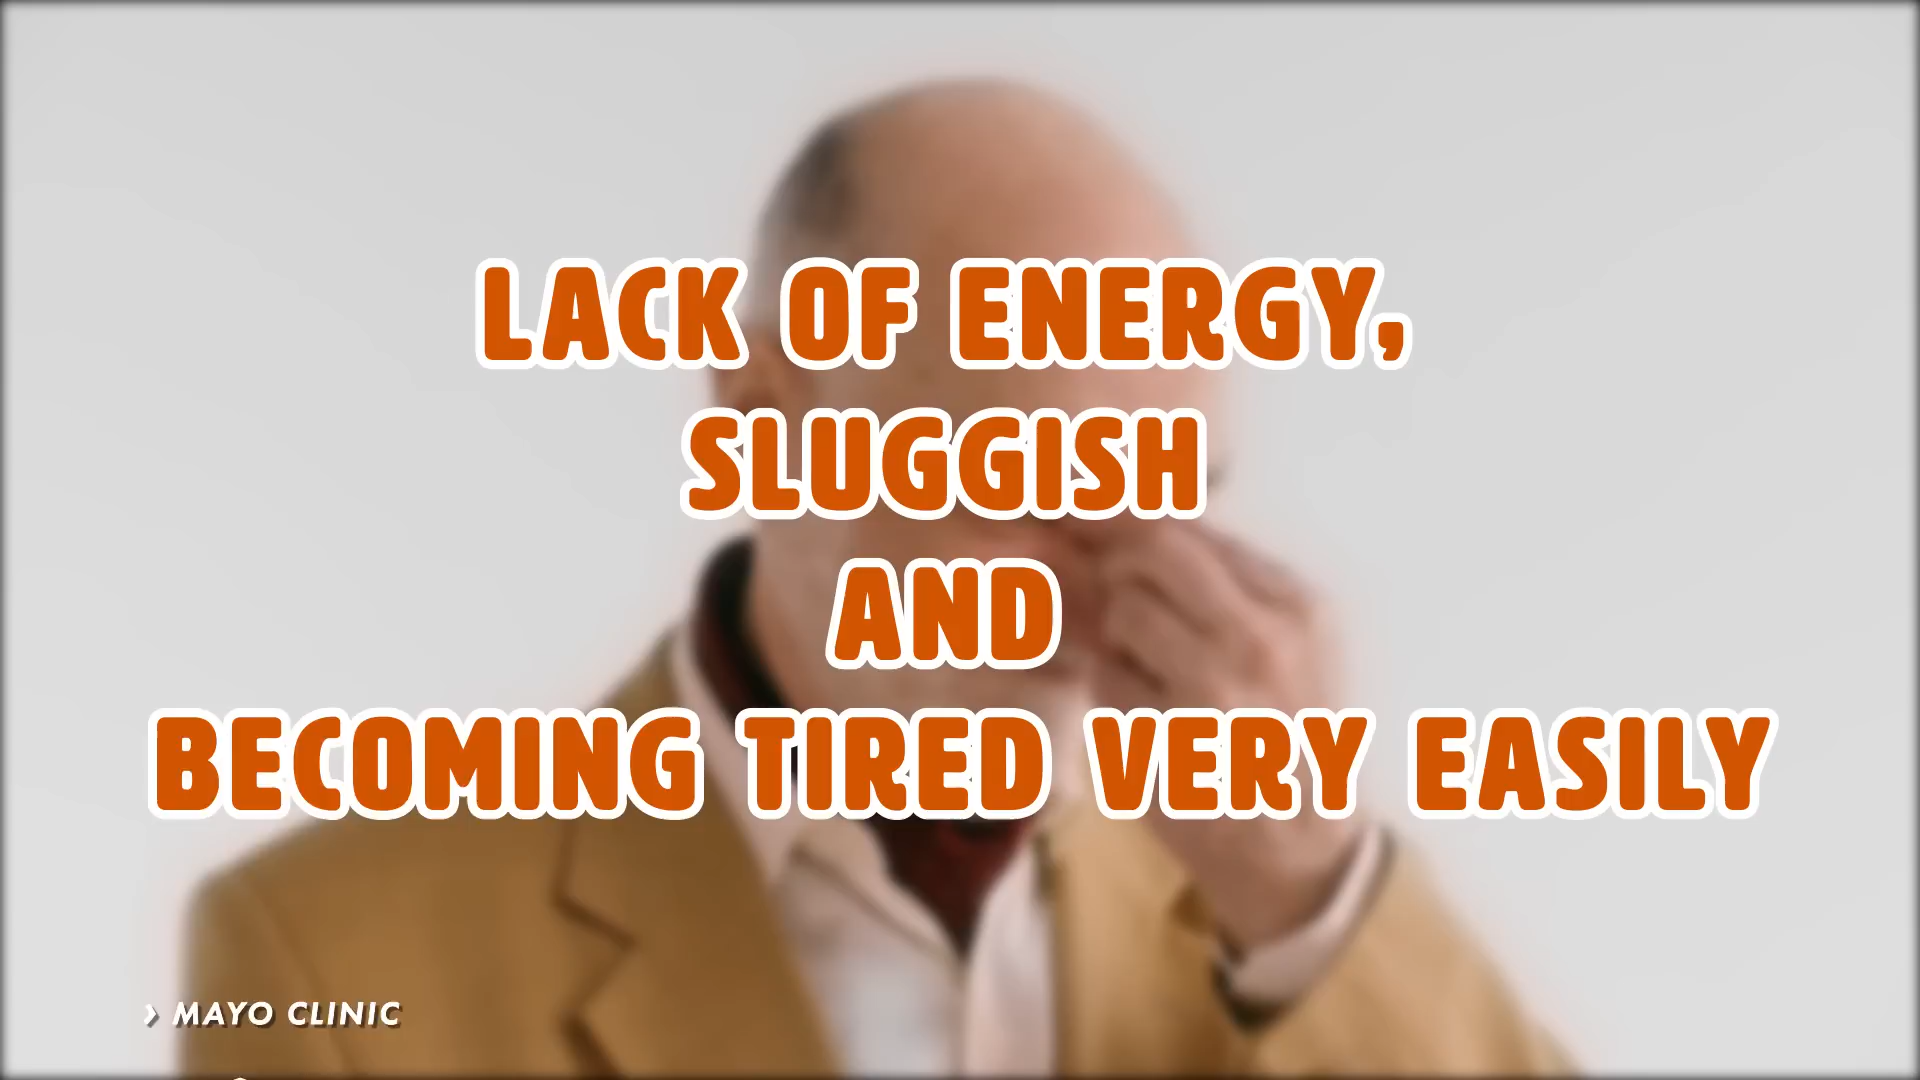 LACK OF ENERGY,
SLUGGISH
AND
BECOMING TIRED VERY EASILY
› MAYO CLINIC